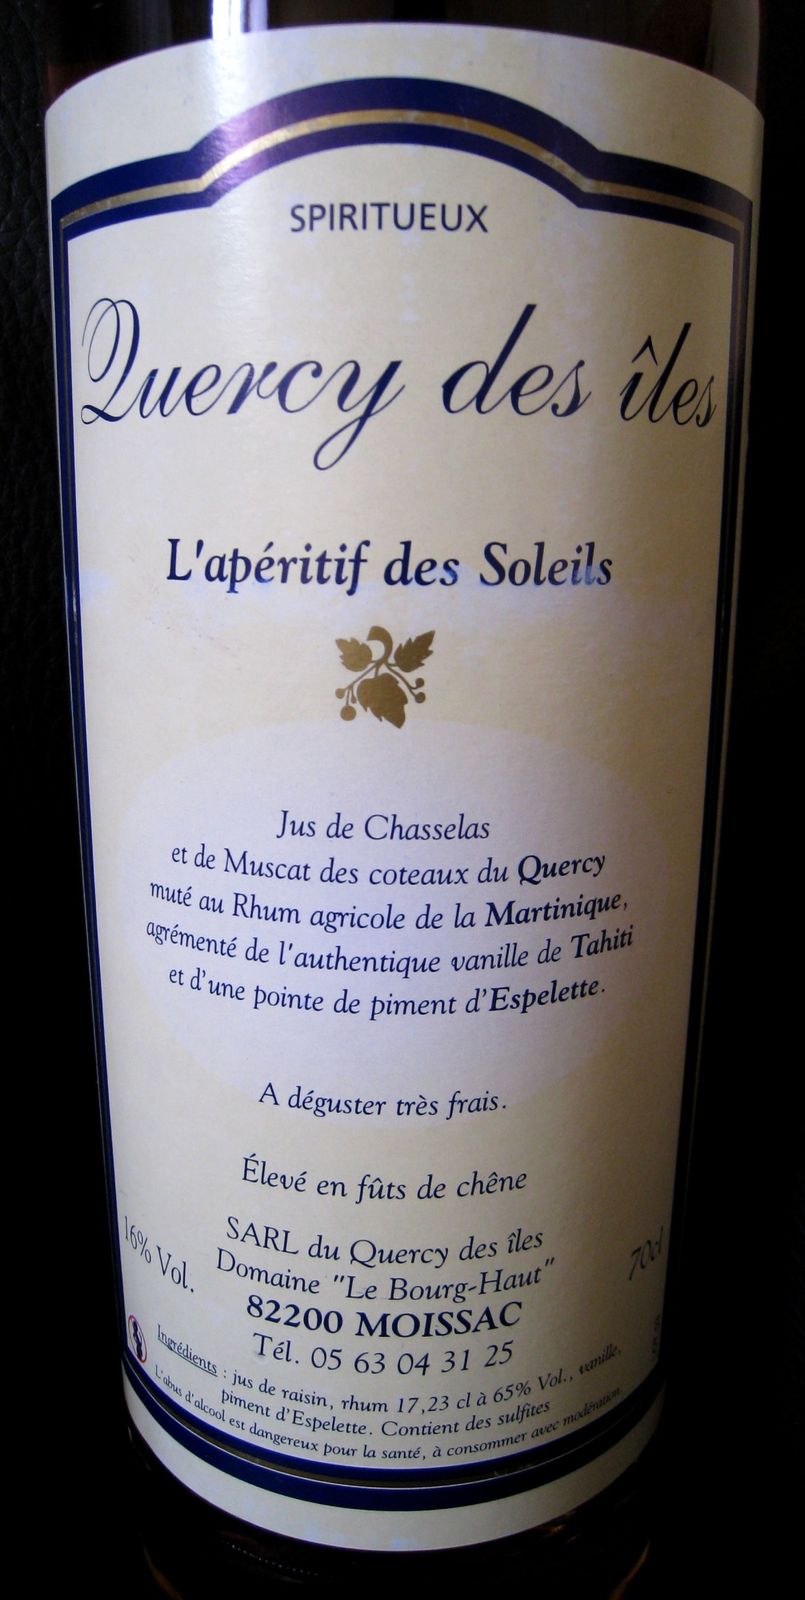 SPIRITUEUX
Quercy des îles
L'apéritif des Soleils
Jus de Chasselas
et de Muscat des coteaux du Quercy
muté au Rhum agricole de la Martinique,
agrémenté de l'authentique vanille de Tahiti
et d'une pointe de piment d'Espelette.
A déguster très frais.
Élevé en fûts de chêne
16% Vol.
70cl
SARL du Quercy des îles
Domaine "Le Bourg-Haut"
82200 MOISSAC
Tél. 05 63 04 31 25
Ingrédients : jus de raisin, rhum 17,23 cl à 65% Vol., vanille,
piment d'Espelette. Contient des sulfites
L'abus d'alcool est dangereux pour la santé, à consommer avec modération.